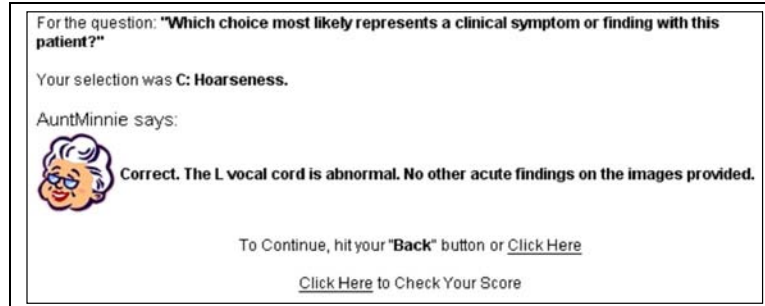 For the question: "Which choice most likely represents a clinical symptom or finding with this
patient?"
Your selection was C: Hoarseness.
AuntMinnie says:
Correct. The L vocal cord is abnormal. No other acute findings on the images provided.
To Continue, hit your "Back" button or Click Here
Click Here to Check Your Score